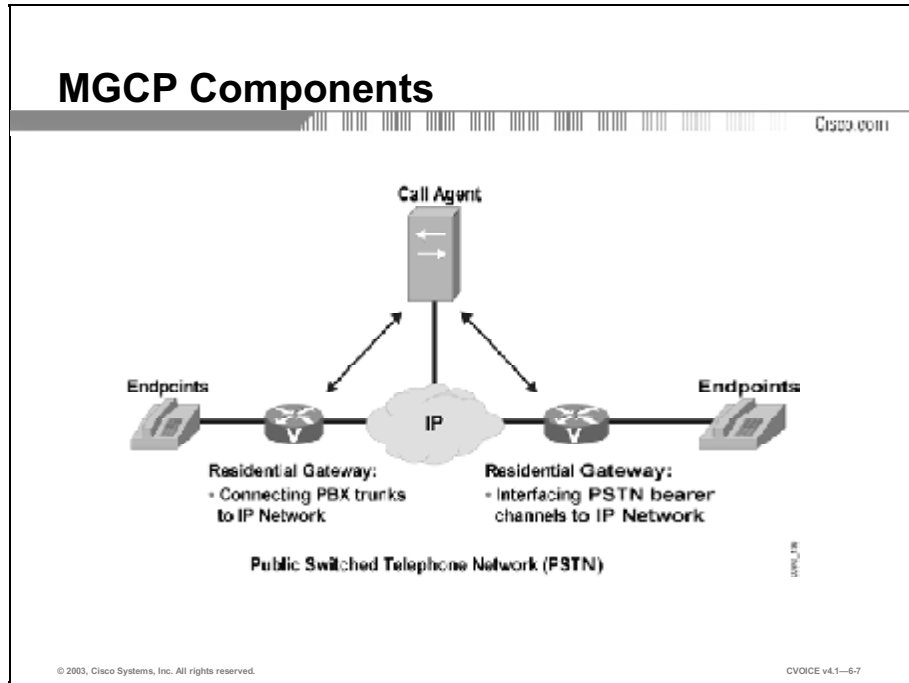 MGCP Components
Cisco.com
Call Agent
Endpoints
Endpoints
IP
V
V
Residential Gateway:
• Connecting PBX trunks
to IP Network
Residential Gateway:
• Interfacing PSTN bearer
channels to IP Network
Public Switched Telephone Network (PSTN)
© 2003, Cisco Systems, Inc. All rights reserved.
CVOICE v4.1—6-7